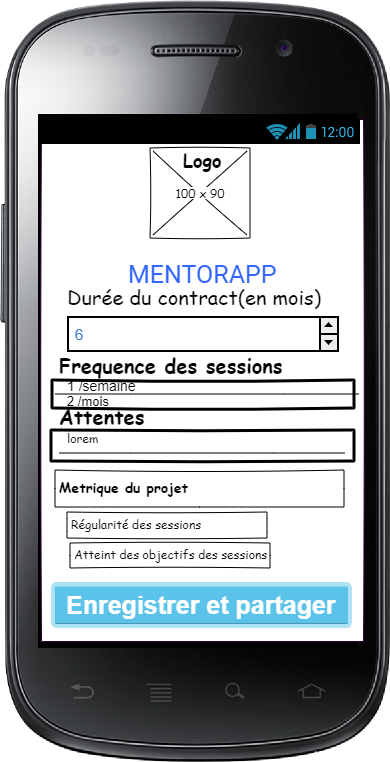 12:00
Logo
100 x 90
MENTORAPP
Durée du contract(en mois)
6
Frequence des sessions
1 /semaine
2 /mois
Attentes
lorem
Metrique du projet
Régularité des sessions
Atteint des objectifs des sessions
Enregistrer et partager